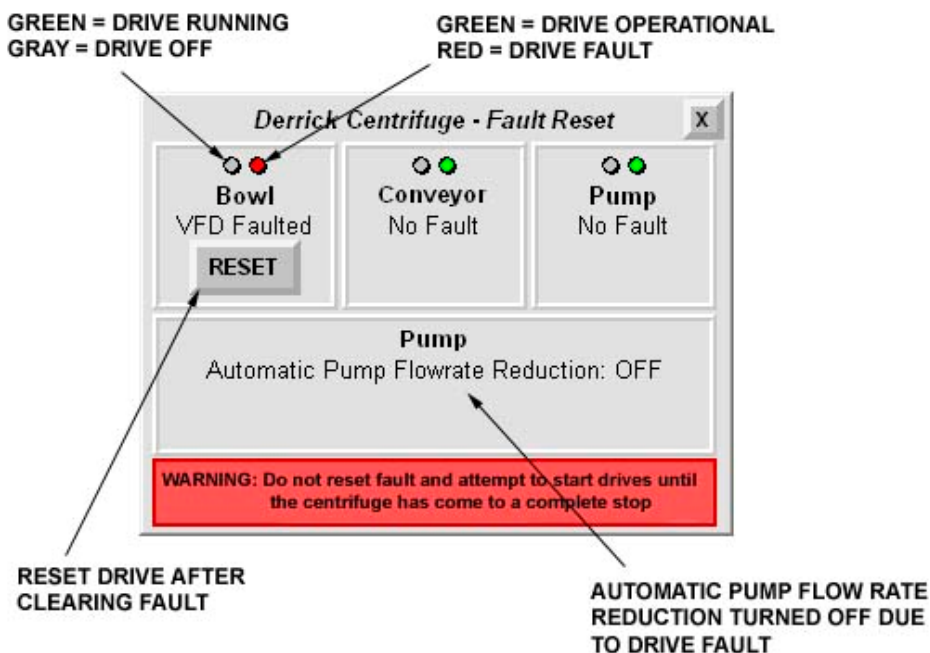 GREEN = DRIVE RUNNING
GRAY = DRIVE OFF
GREEN = DRIVE OPERATIONAL
RED = DRIVE FAULT
Derrick Centrifuge - Fault Reset
X
Bowl
VFD Faulted
RESET
Conveyor
No Fault
Pump
No Fault
Pump
Automatic Pump Flowrate Reduction: OFF
WARNING: Do not reset fault and attempt to start drives until
the centrifuge has come to a complete stop
RESET DRIVE AFTER
CLEARING FAULT
AUTOMATIC PUMP FLOW RATE
REDUCTION TURNED OFF DUE
TO DRIVE FAULT